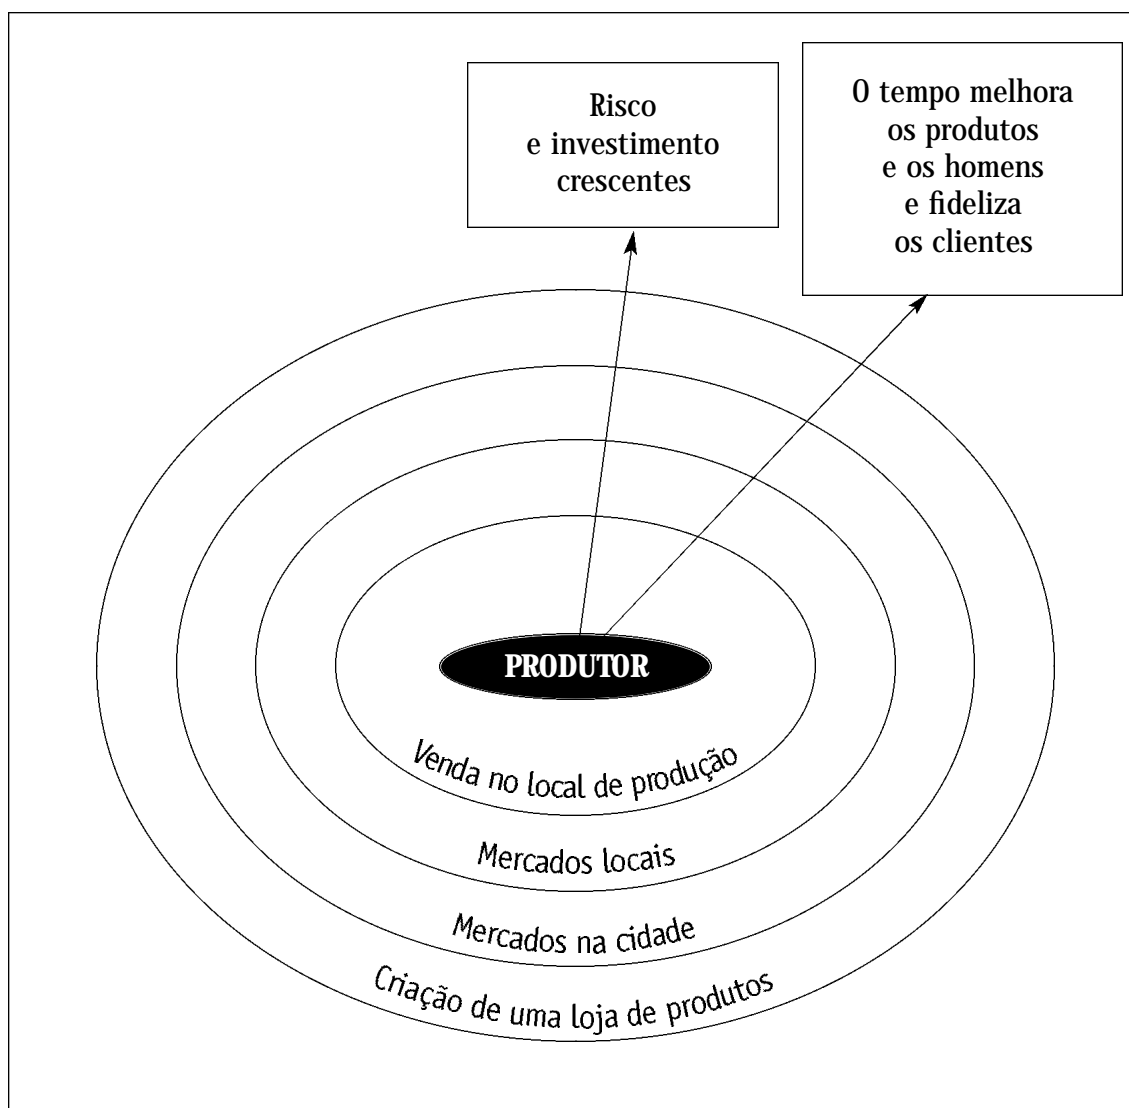 Risco
e investimento
crescentes
O tempo melhora
os produtos
e os homens
e fideliza
os clientes
PRODUTOR
Venda no local de produção
Mercados locais
Mercados na cidade
Criação de uma loja de produtos